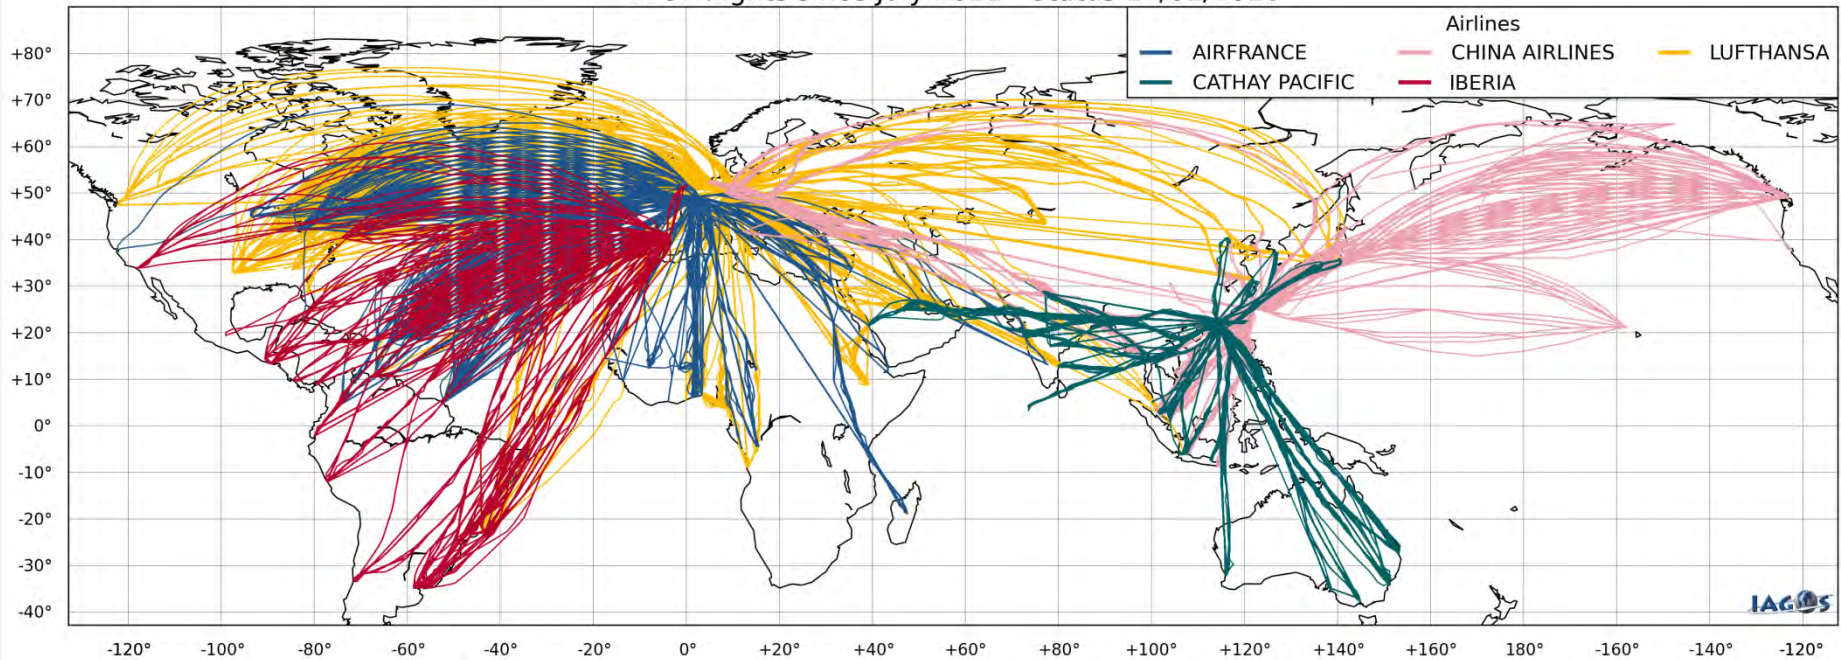 Airlines
AIRFRANCE
CHINA AIRLINES
LUFTHANSA
CATHAY PACIFIC
IBERIA
+80°
+70°
+60°
+50°
+40°
+30°
+20°
+10°
0°
-10°
-20°
-30°
-40°
IAGOS
-120° -100° -80° -60° -40° -20° 0° +20° +40° +60° +80° +100° +120° +140° +160° 180° -160° -140° -120°